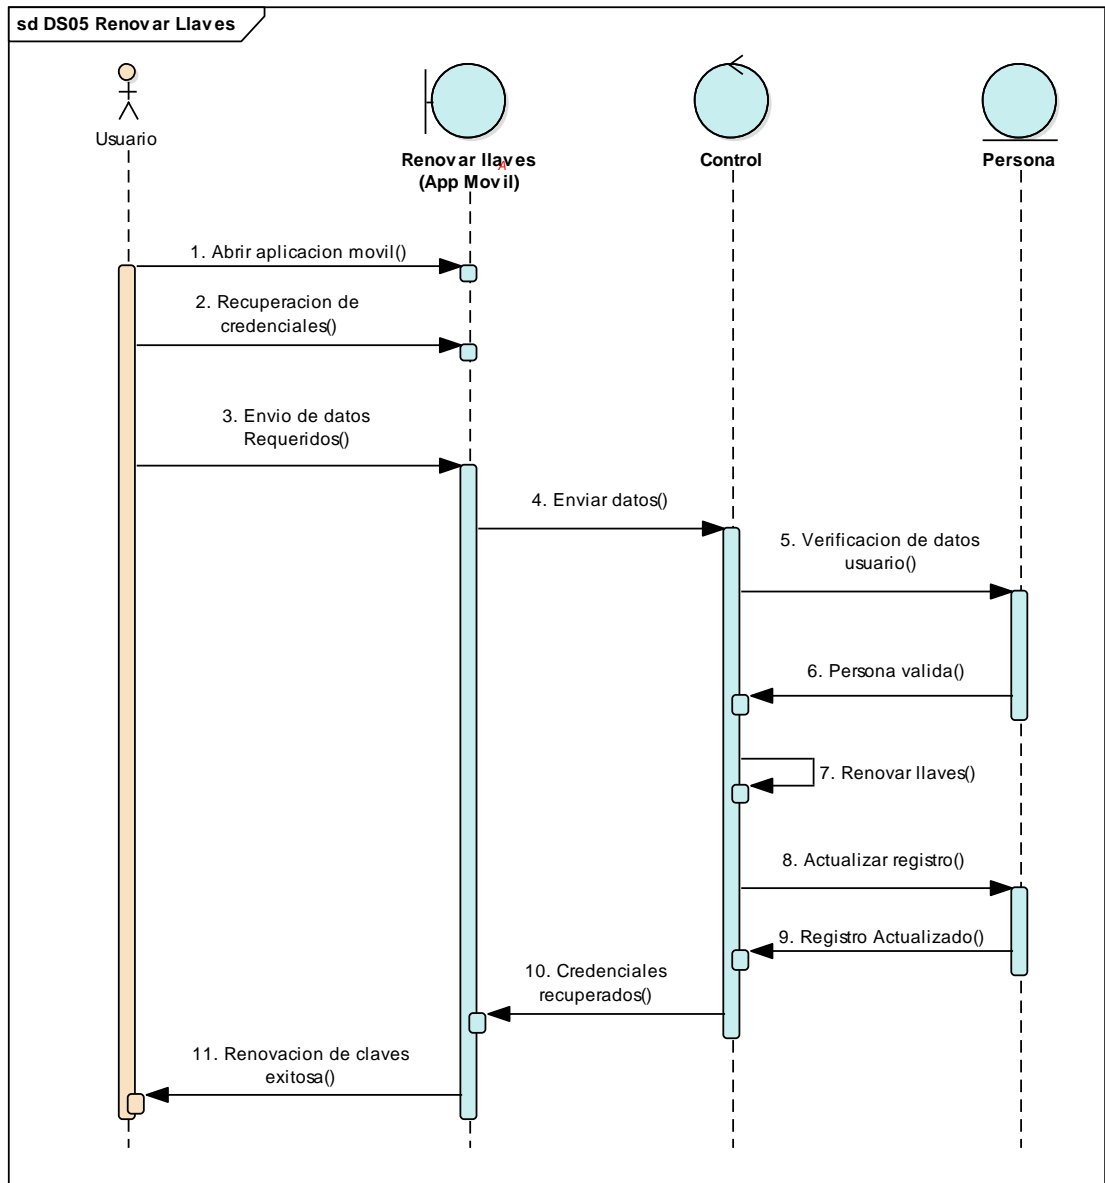 sd DS05 Renovar Llaves
Usuario
Renovar llaves
(App Movil)
Control
Persona
1. Abrir aplicacion movil()
2. Recuperacion de
credenciales()
3. Envio de datos
Requeridos()
4. Enviar datos()
5. Verificacion de datos
usuario()
6. Persona valida()
7. Renovar llaves()
8. Actualizar registro()
9. Registro Actualizado()
10. Credenciales
recuperados()
11. Renovacion de claves
exitosa()